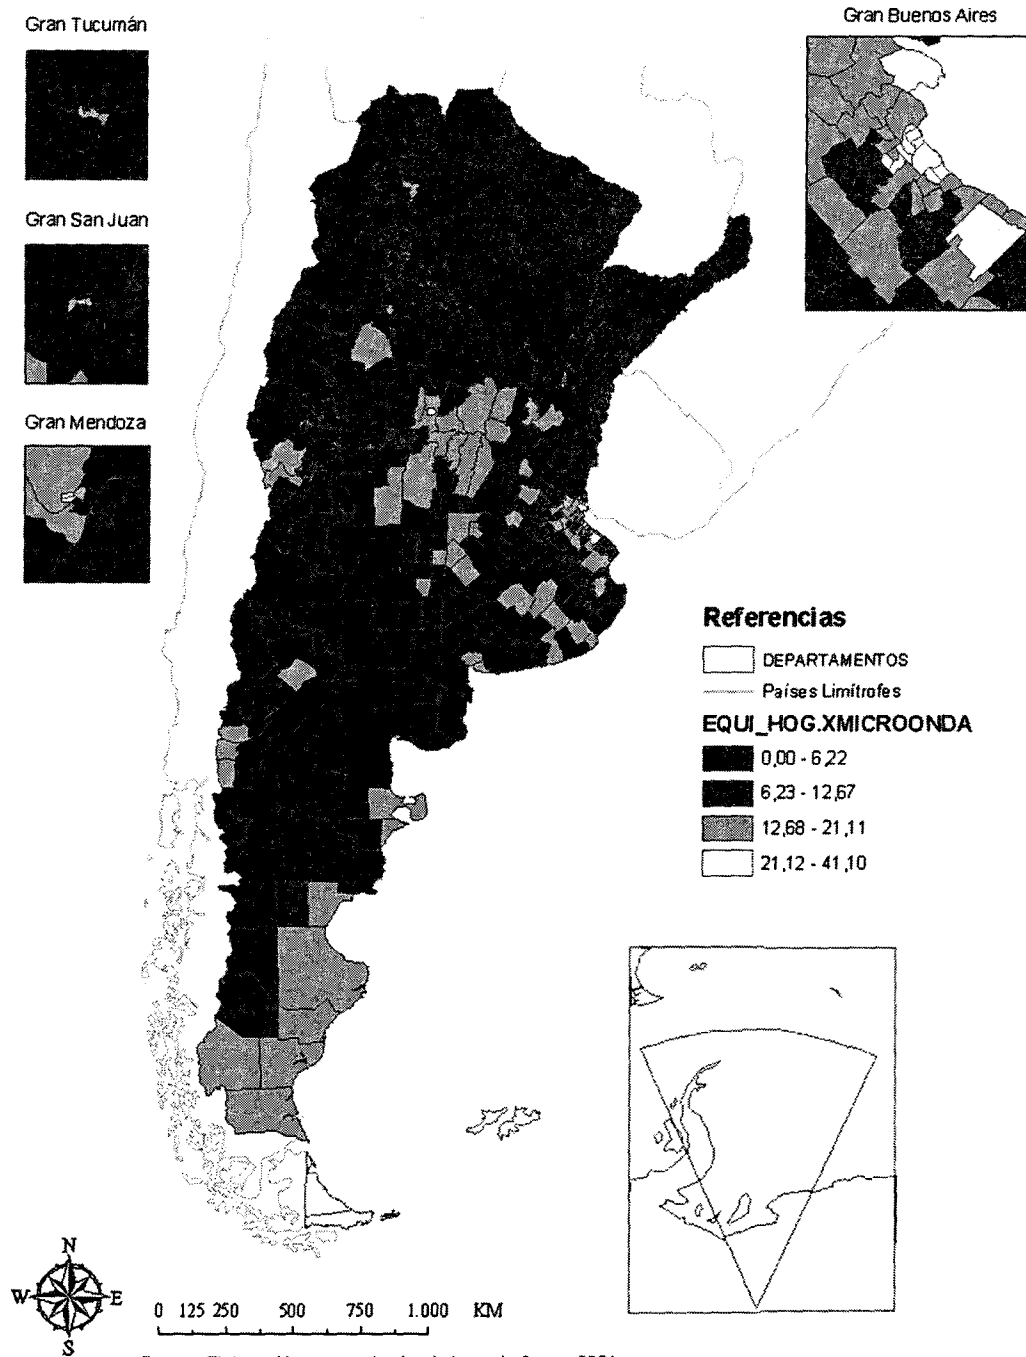 Gran Tucumán
Gran Buenos Aires
Gran San Juan
Gran Mendoza
Referencias
DEPARTAMENTOS
Países Limítrofes
EQUI_HOG.XMICROONDA
0,00 - 6,22
6,23 - 12,67
12,68 - 21,11
21,12 - 41,10
N
W E
S
0 125 250 500 750 1.000 KM